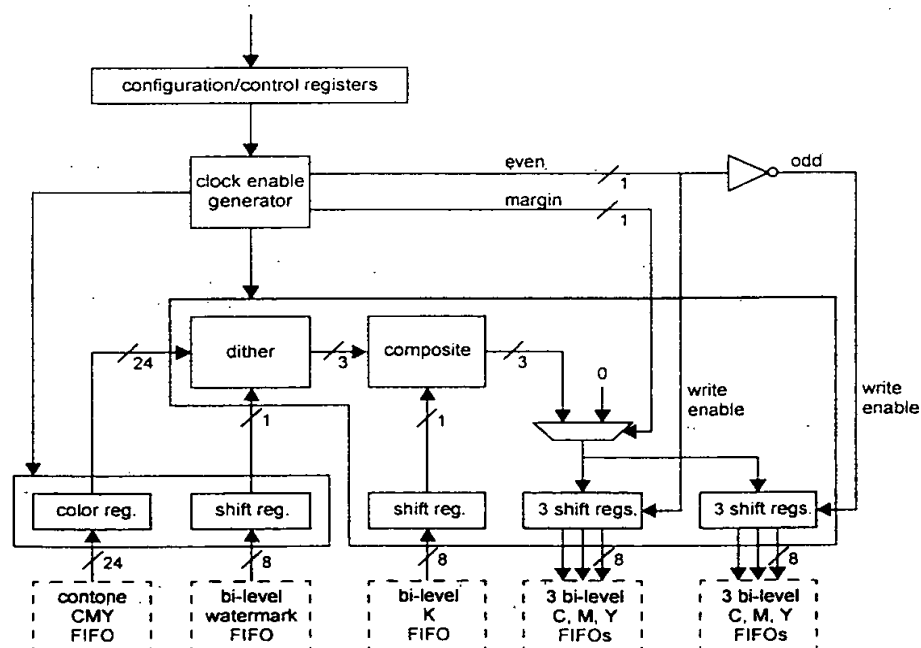 configuration/control registers
clock enable
generator
even
1
odd
margin
1
dither
composite
24
3
3
0
1
1
write
enable
write
enable
color reg.
shift reg.
shift reg.
3 shift regs.
3 shift regs.
24
8
8
8
8
contone
CMY
FIFO
bi-level
watermark
FIFO
bi-level
K
FIFO
3 bi-level
C, M, Y
FIFOs
3 bi-level
C, M, Y
FIFOs